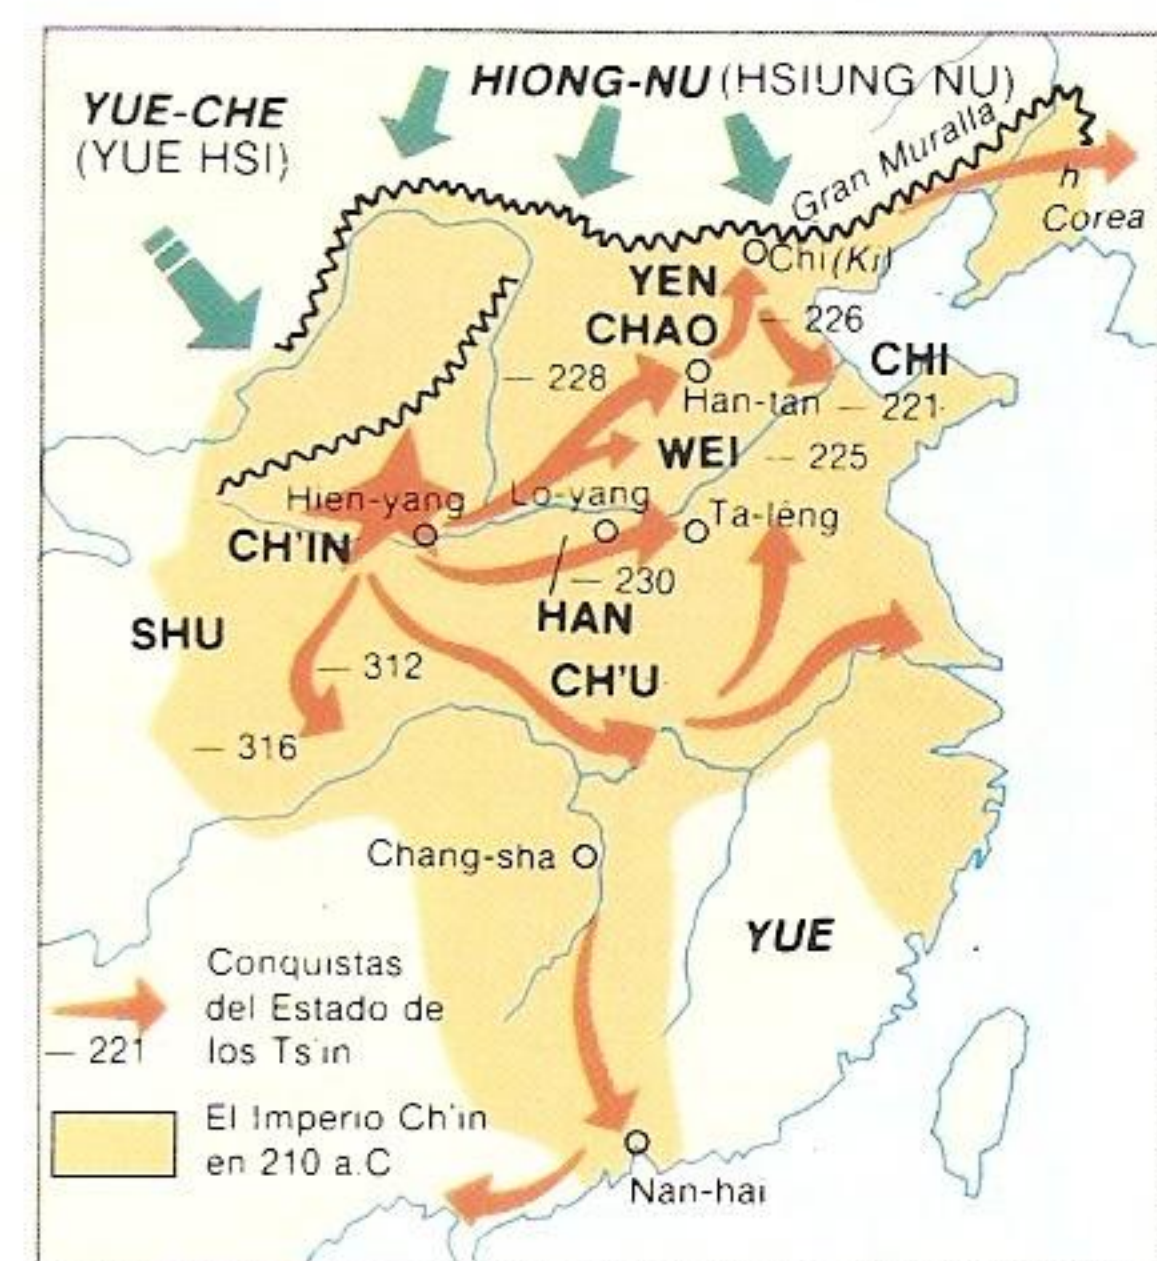 HIONG-NU (HSIUNG NU)
YUE-CHE
(YUE HSI)
Gran Muralla
h
Corea
Chi (Ki)
YEN
CHAO
— 226
CHI
— 228
Han-tan — 221
WEI — 225
Hien-yang
Lo-yang
Ta-léng
CH'IN
— 230
HAN
SHU
— 312
CH'U
— 316
Chang-sha
YUE
Conquistas
del Estado de
— 221 los Ts'in
El Imperio Ch'in
en 210 a.C
Nan-hai